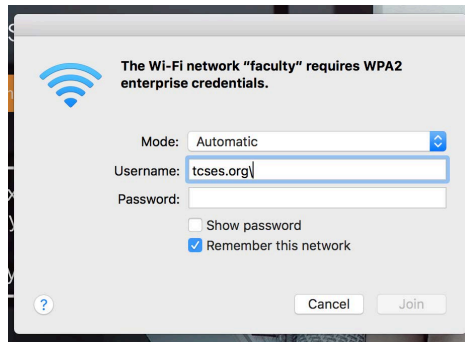 The Wi-Fi network “faculty” requires WPA2
enterprise credentials.
Mode: Automatic
Username: tcses.org\
Password:
Show password
Remember this network
? Cancel Join